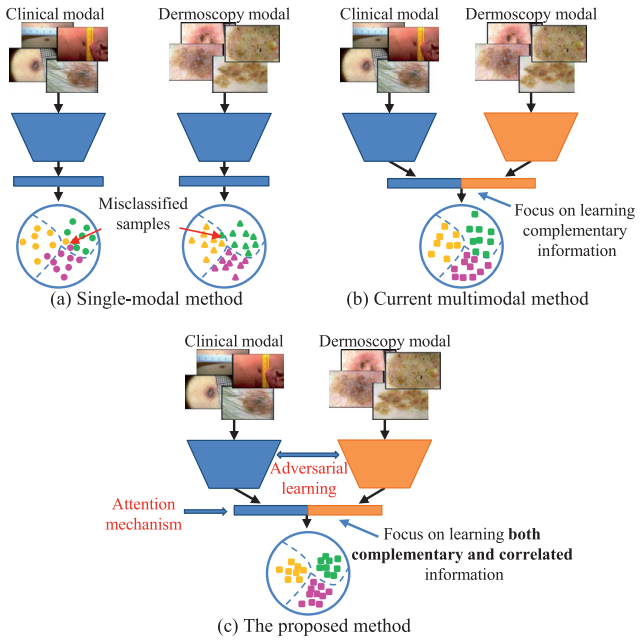 Clinical modal
Dermoscopy modal
Misclassified
samples
(a) Single-modal method
Clinical modal
Dermoscopy modal
Focus on learning
complementary
information
(b) Current multimodal method
Clinical modal
Dermoscopy modal
Adversarial
learning
Attention
mechanism
Focus on learning both
complementary and correlated
information
(c) The proposed method